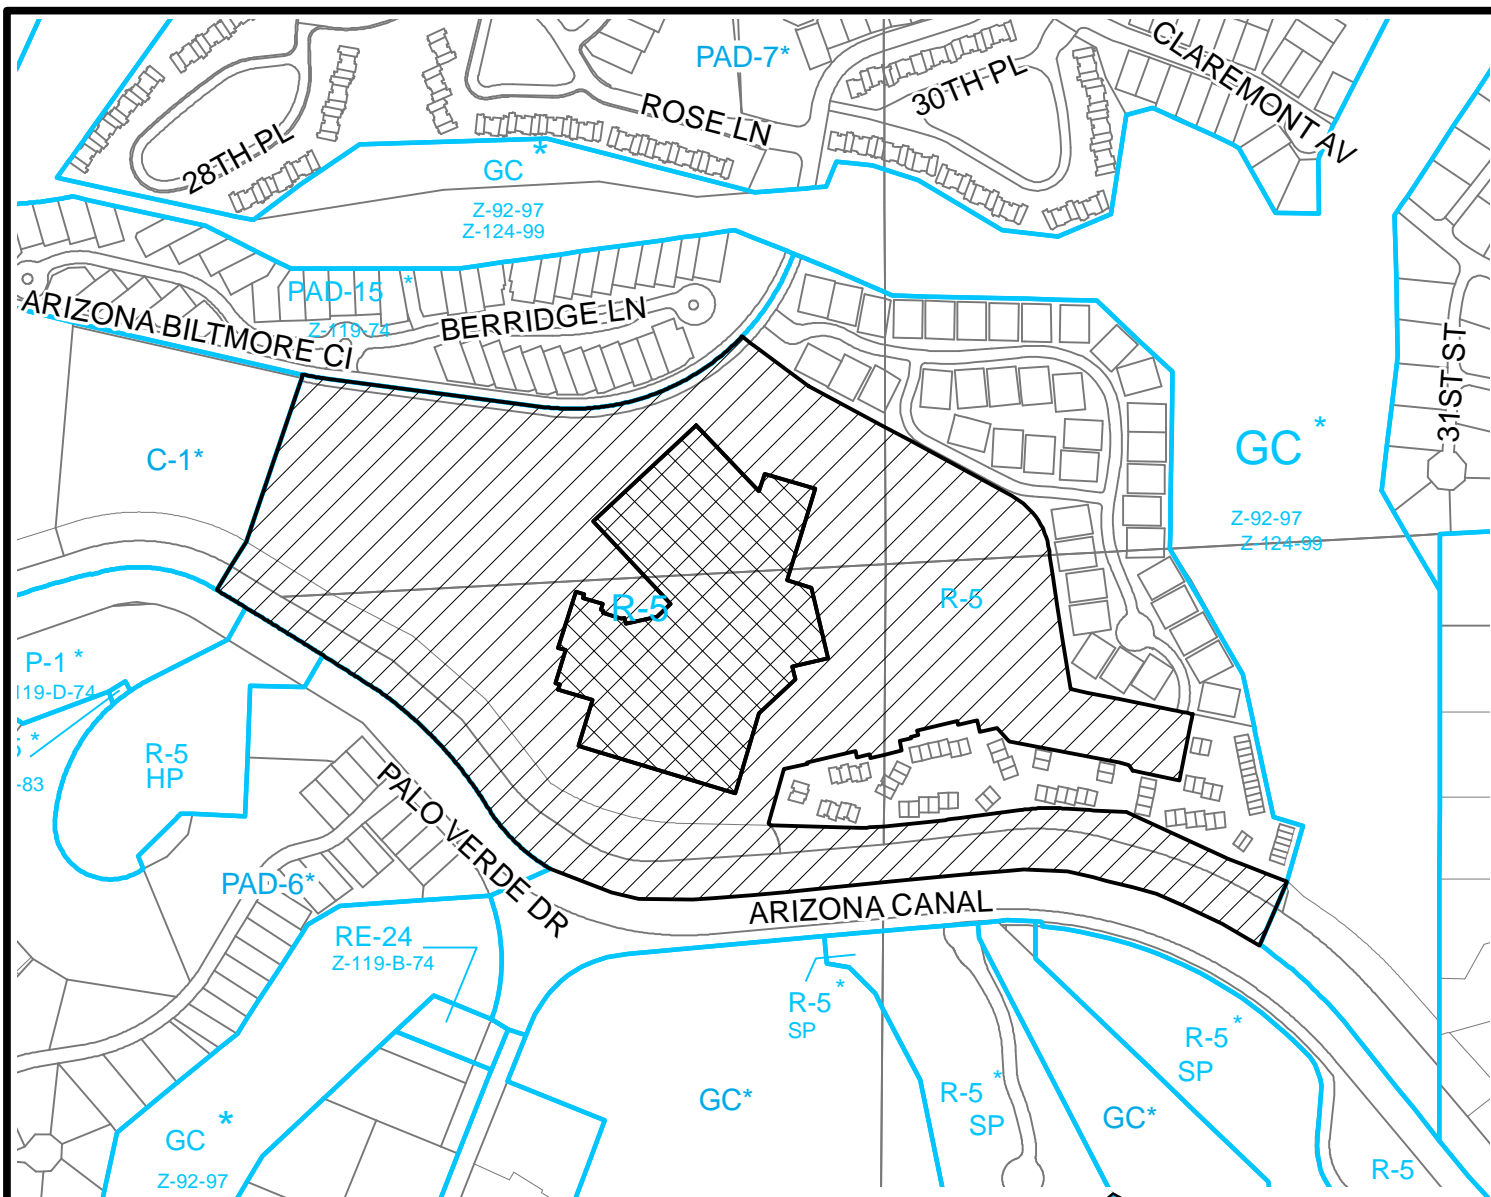 CLAREMONT AV
PAD-7*
30TH PL
ROSE LN
28TH PL
GC *
Z-92-97
Z-124-99
PAD-15 *
Z-119-74
ARIZONA BILTMORE CI
BERRIDGE LN
31ST ST
C-1*
GC *
Z-92-97
Z-124-99
R-5
R-5
P-1 *
119-D-74
*
-83
R-5
HP
PALO VERDE DR
PAD-6*
ARIZONA CANAL
RE-24
Z-119-B-74
R-5 *
SP
R-5 *
SP
GC*
R-5 *
SP
GC*
GC *
Z-92-97
R-5